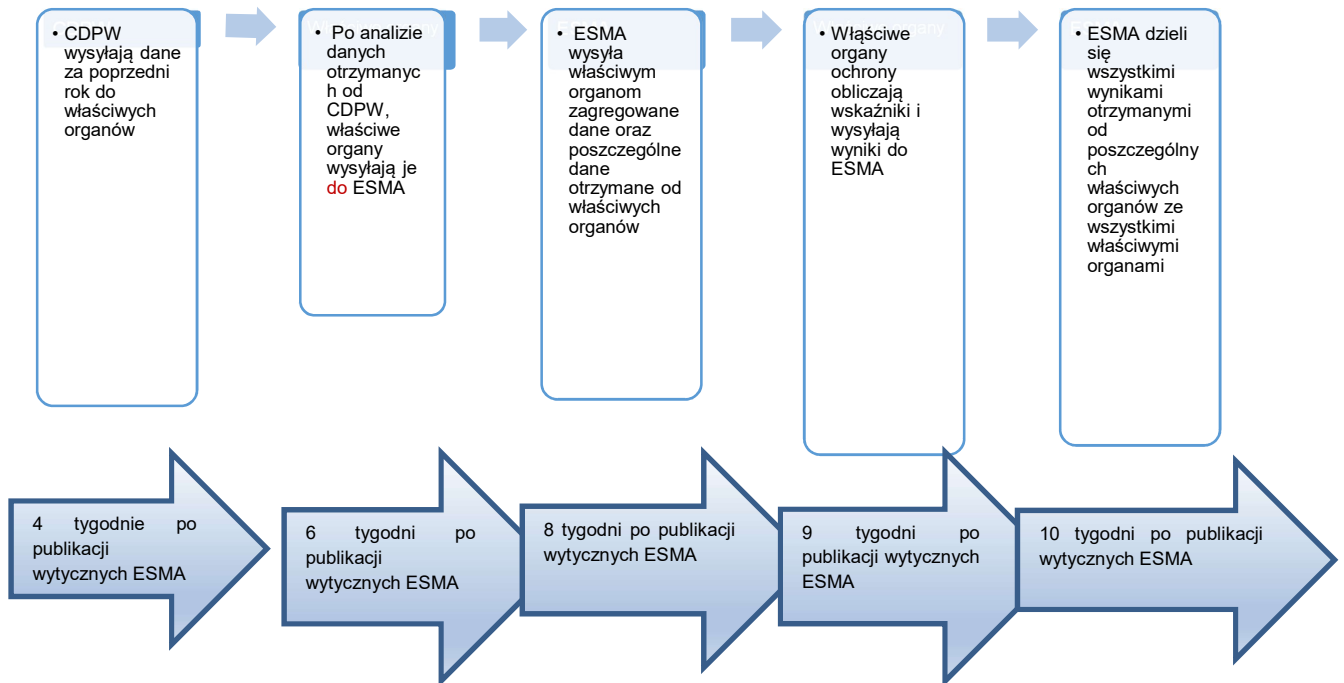 • CDPW
wysyłają dane
za poprzedni
rok do
właściwych
organów
• Po analizie
danych
otrzymanyc
h od
CDPW,
właściwe
organy
wysyłają je
do ESMA
• ESMA
wysyła
właściwym
organom
zagregowane
dane oraz
poszczególne
dane
otrzymane od
właściwych
organów
• Włąściwe
organy
ochrony
obliczają
wskaźniki i
wysyłają
wyniki do
ESMA
• ESMA dzieli
się
wszystkimi
wynikami
otrzymanymi
od
poszczególny
ch
właściwych
organów ze
wszystkimi
właściwymi
organami
4 tygodnie po
publikacji
wytycznych ESMA
6 tygodni po
publikacji
wytycznych ESMA
8 tygodni po publikacji
wytycznych ESMA
9 tygodni po
publikacji wytycznych
ESMA
10 tygodni po publikacji
wytycznych ESMA